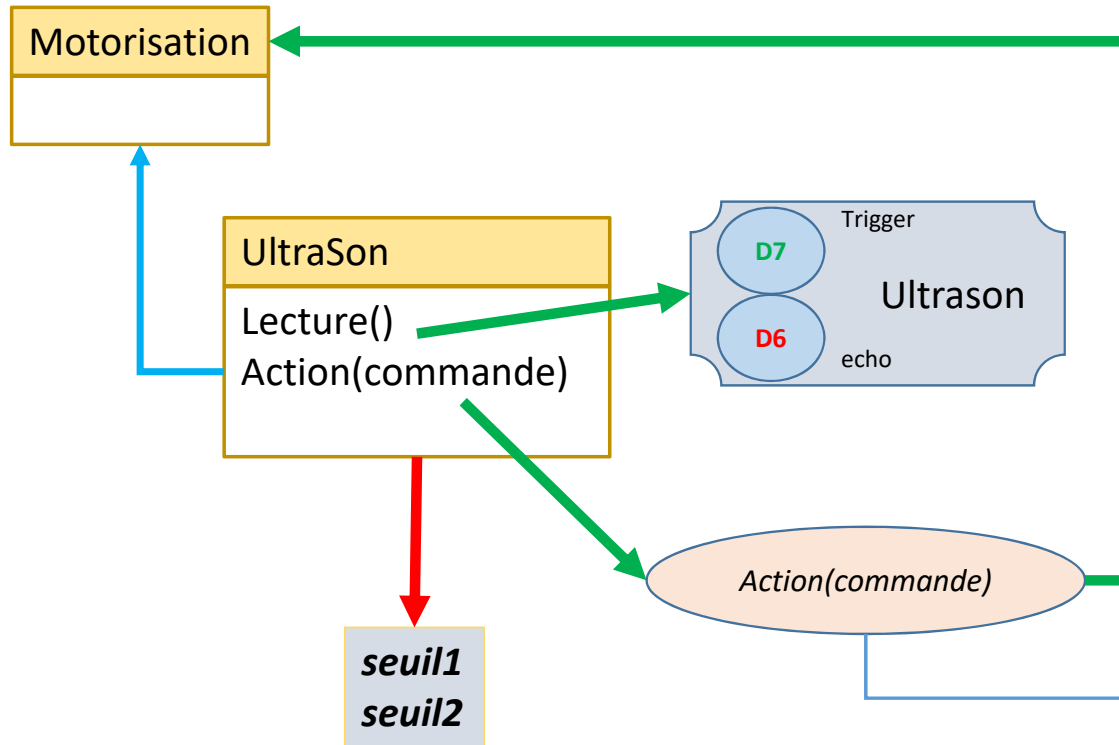 Motorisation
UltraSon
Lecture()
Action(commande)
Trigger
D7
Ultrason
D6
echo
Action(commande)
seuil1
seuil2